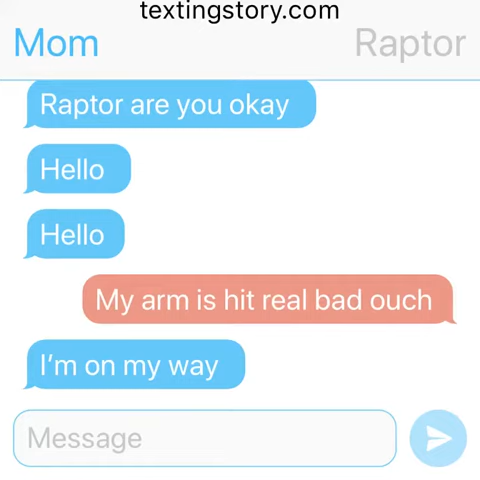 textingstory.com
Mom Raptor
Raptor are you okay
Hello
Hello
My arm is hit real bad ouch
I’m on my way
Message